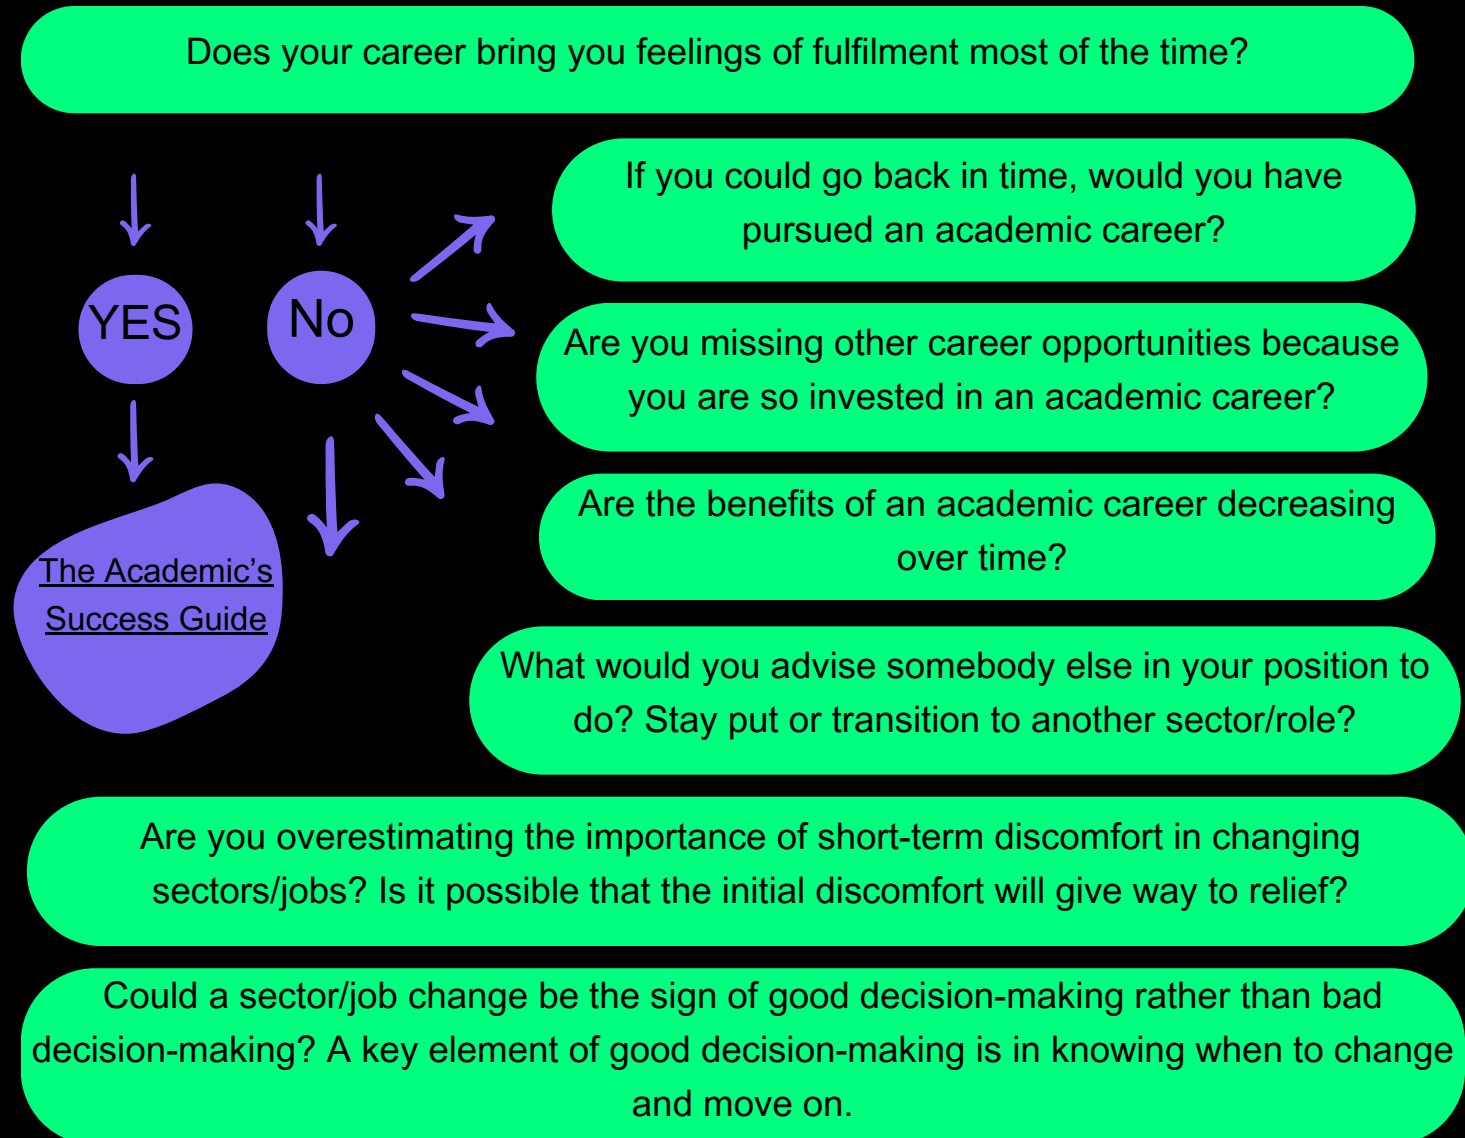 Does your career bring you feelings of fulfilment most of the time?
If you could go back in time, would you have
pursued an academic career?
YES
No
Are you missing other career opportunities because
you are so invested in an academic career?
Are the benefits of an academic career decreasing
over time?
The Academic’s
Success Guide
What would you advise somebody else in your position to
do? Stay put or transition to another sector/role?
Are you overestimating the importance of short-term discomfort in changing
sectors/jobs? Is it possible that the initial discomfort will give way to relief?
Could a sector/job change be the sign of good decision-making rather than bad
decision-making? A key element of good decision-making is in knowing when to change
and move on.